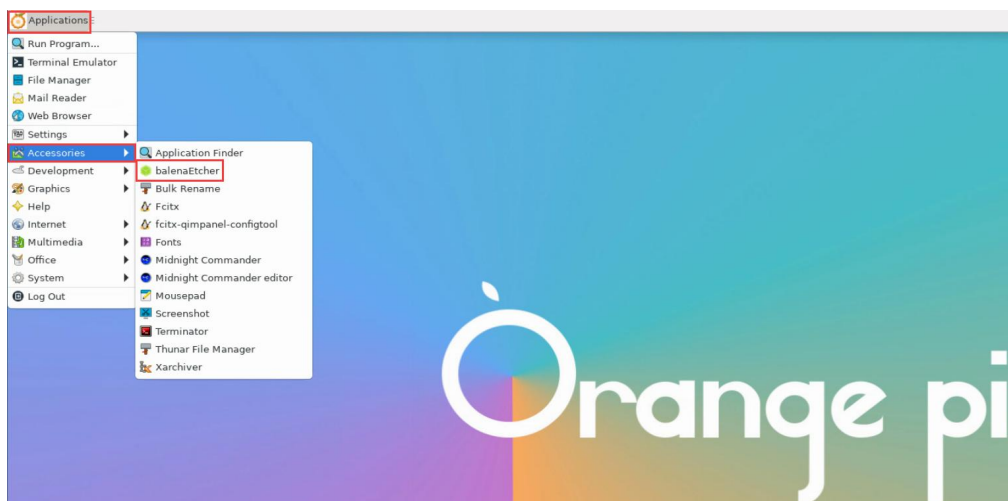 Applications
Run Program...
Terminal Emulator
File Manager
Mail Reader
Web Browser
Settings
Accessories
Development
Graphics
Help
Internet
Multimedia
Office
System
Log Out
Application Finder
balenaEtcher
Bulk Rename
Fcitx
fcitx-qimpanel-configtool
Fonts
Midnight Commander
Midnight Commander editor
Mousepad
Screenshot
Terminator
Thunar File Manager
Xarchiver
Orange pi